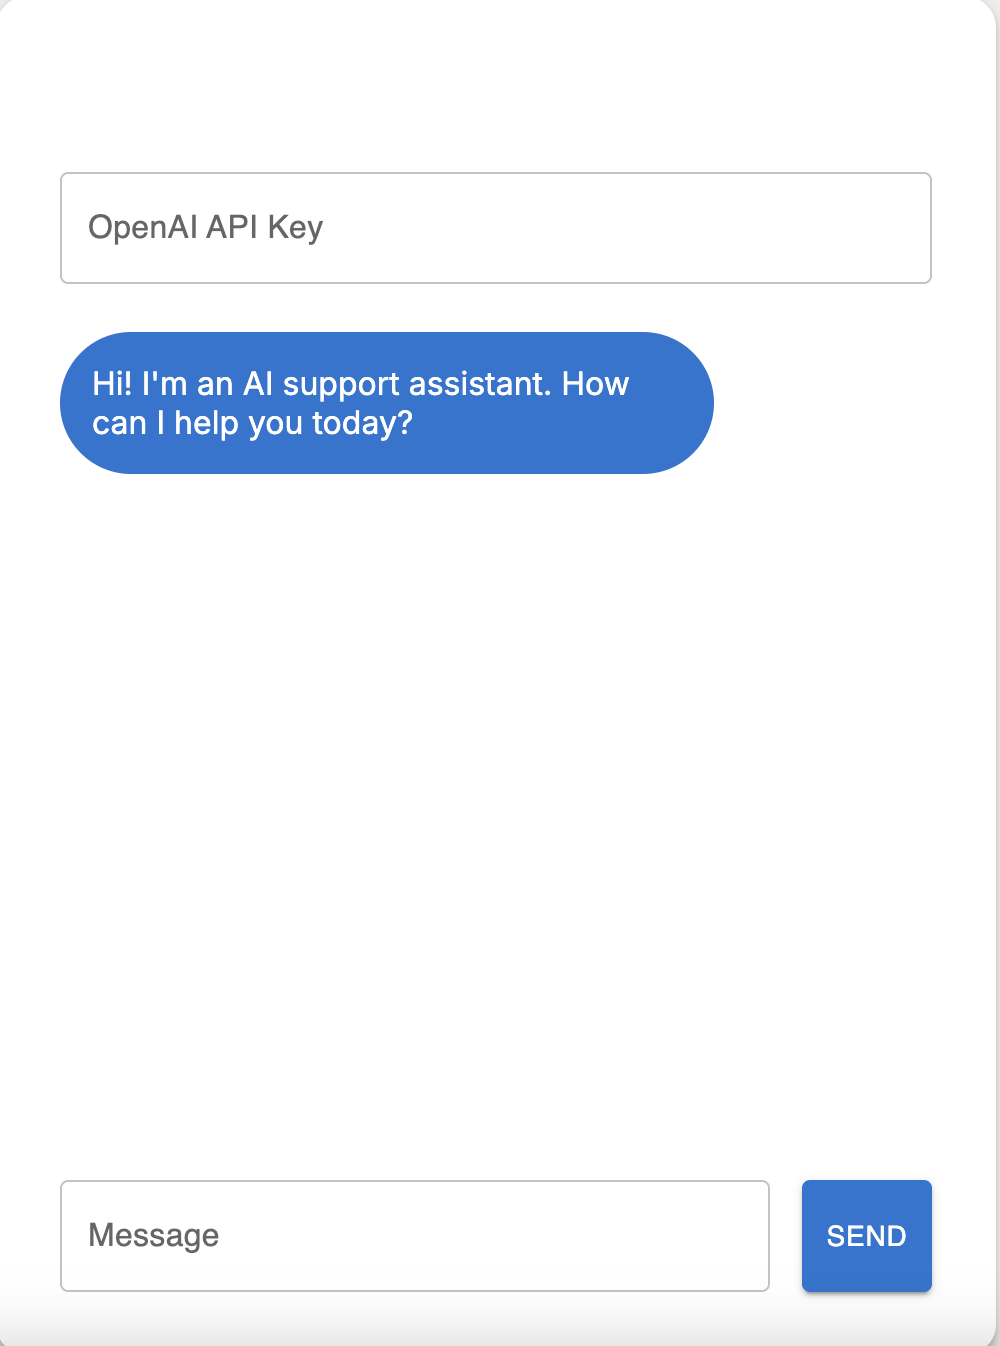 OpenAI API Key
Hi! I'm an AI support assistant. How
can I help you today?
Message
SEND